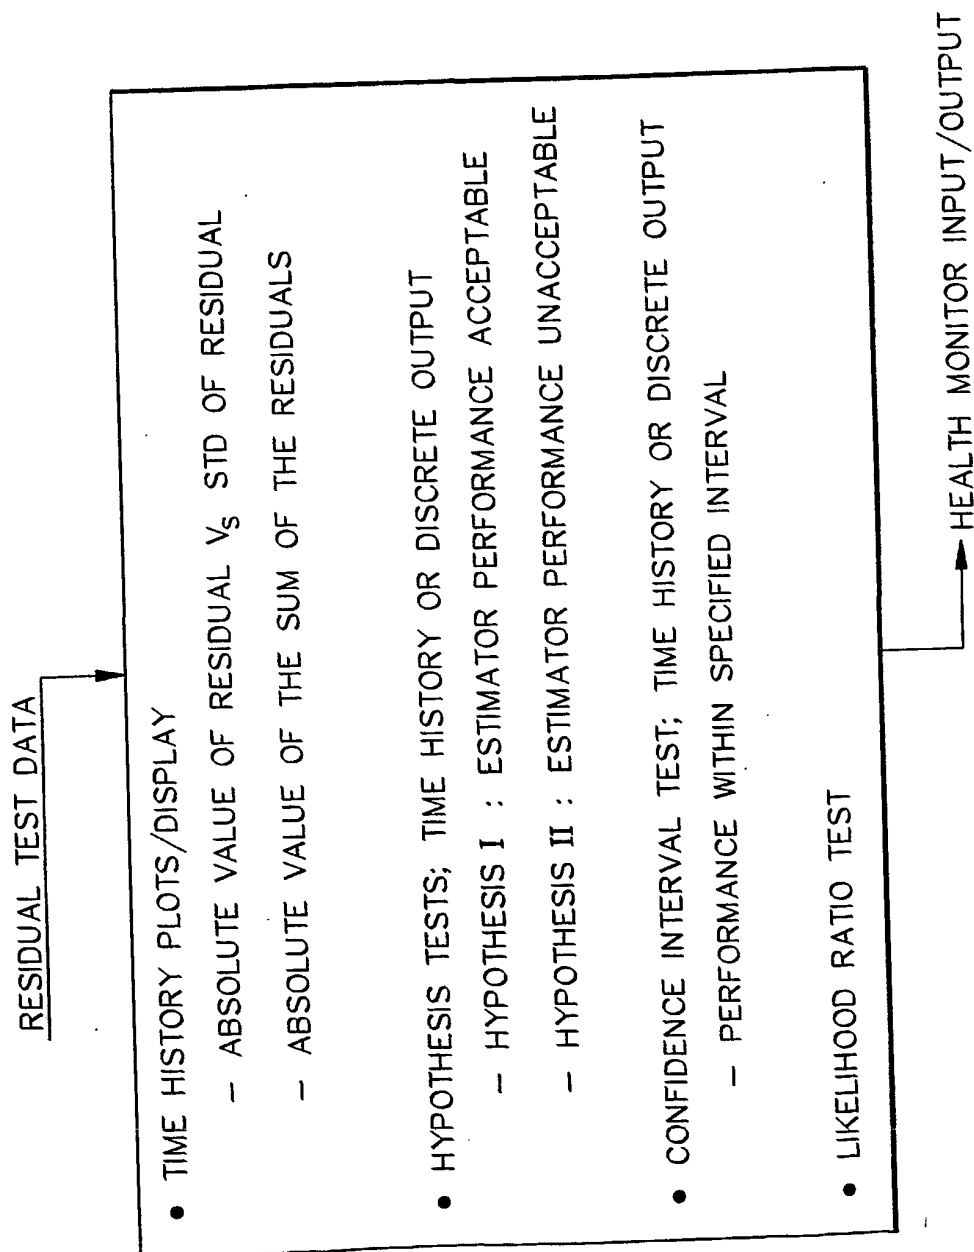 RESIDUAL TEST DATA
• TIME HISTORY PLOTS/DISPLAY
– ABSOLUTE VALUE OF RESIDUAL VS STD OF RESIDUAL
– ABSOLUTE VALUE OF THE SUM OF THE RESIDUALS
• HYPOTHESIS TESTS; TIME HISTORY OR DISCRETE OUTPUT
– HYPOTHESIS I : ESTIMATOR PERFORMANCE ACCEPTABLE
– HYPOTHESIS II : ESTIMATOR PERFORMANCE UNACCEPTABLE
• CONFIDENCE INTERVAL TEST; TIME HISTORY OR DISCRETE OUTPUT
– PERFORMANCE WITHIN SPECIFIED INTERVAL
• LIKELIHOOD RATIO TEST
HEALTH MONITOR INPUT/OUTPUT